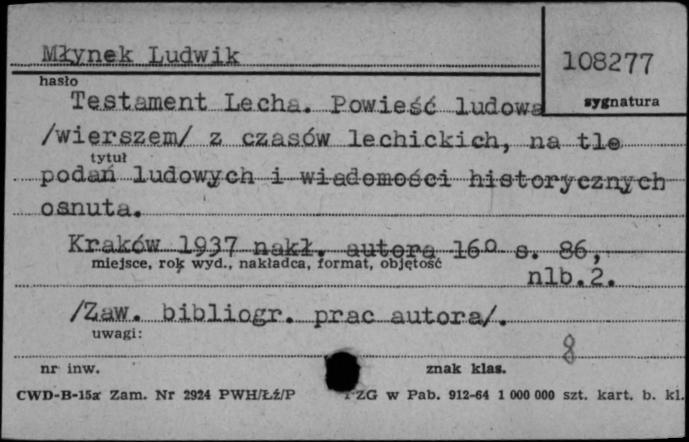 Młynek Ludwik
108277
hasło
sygnatura
Testament Lecha. Powieść ludowa
/wierszem/ z czasów lechickich, na tle
tytuł
podań ludowych i wiadomości historycznych
osnuta.
Kraków 1937 nakł. autora 16º s. 86,
miejsce, rok wyd., nakładca, format, objętość
nlb.2.
/Zaw. bibliogr. prac autora/.
uwagi:
8
nr inw.
znak klas.
CWD-B-15a Zam. Nr 2924 PWH/Łź/P
PZG w Pab. 912-64 1 000 000 szt. kart. b. kl.